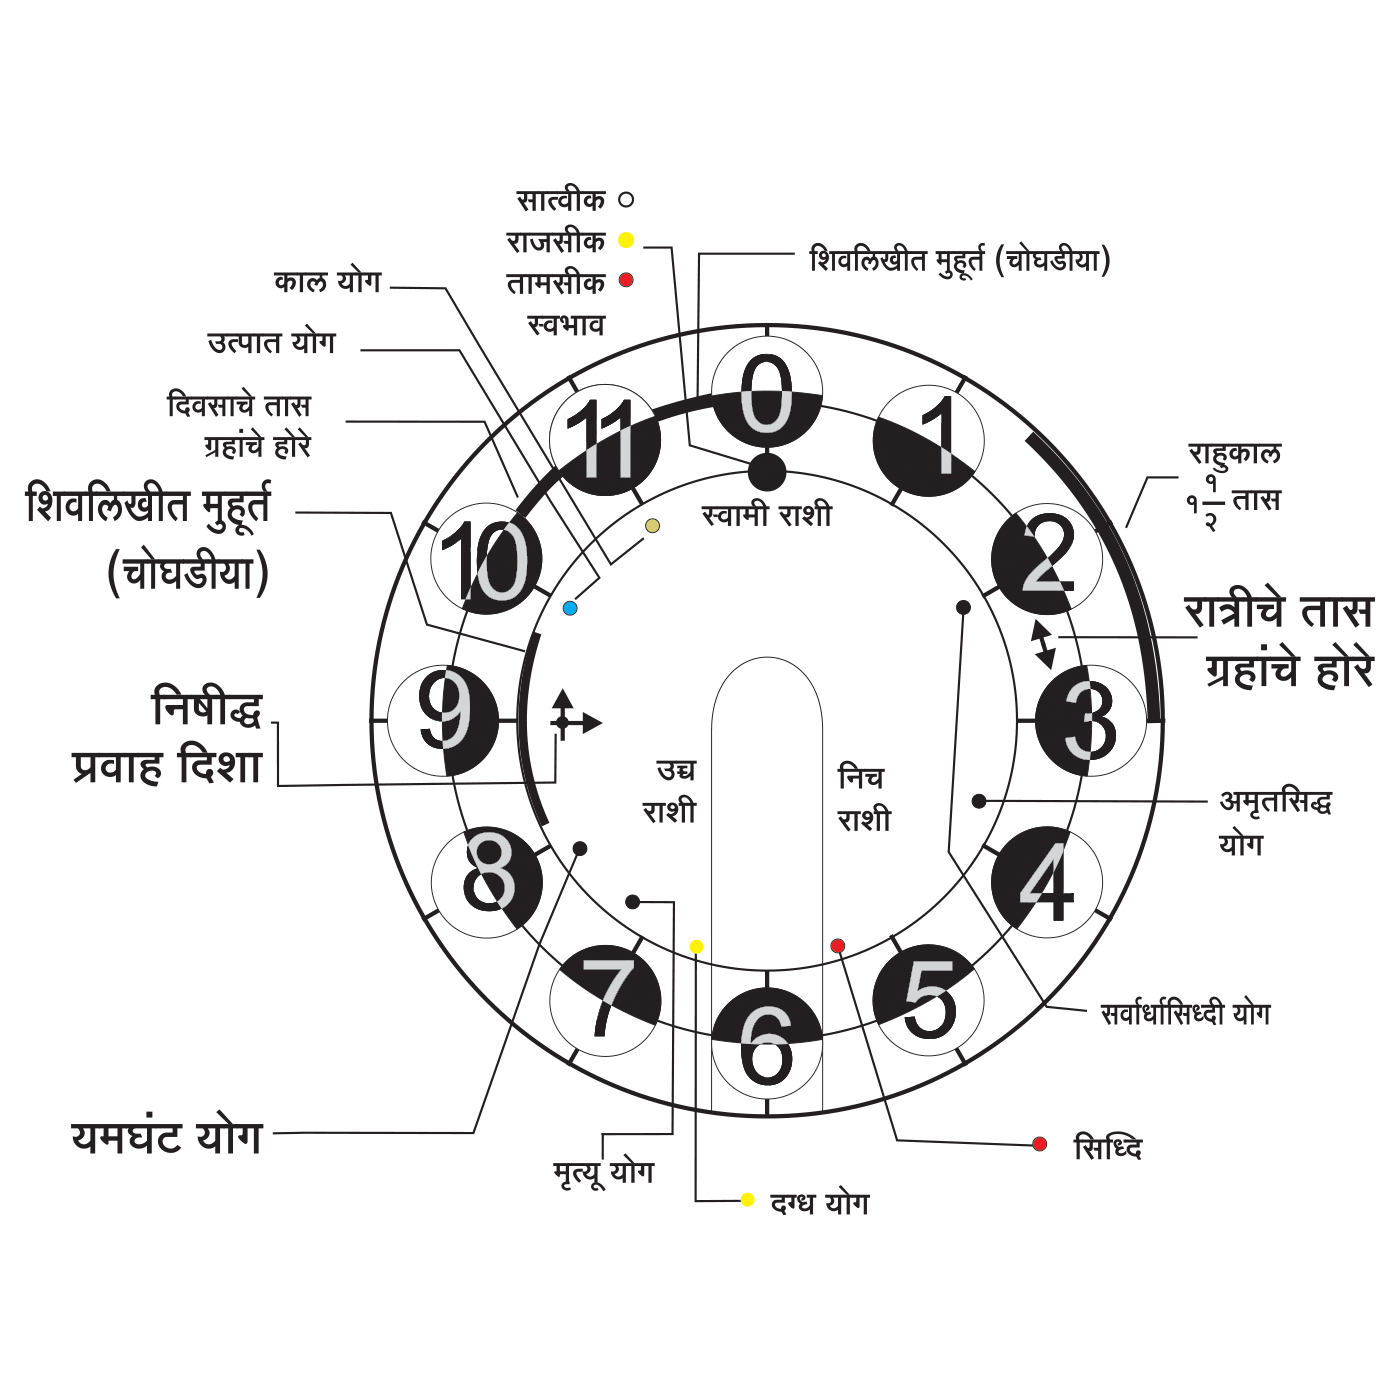 सात्वीक
राजसीक
तामसीक
स्वभाव
शिवलिखीत मुहूर्त (चोघडीया)
काल योग
उत्पात योग
दिवसाचे तास
ग्रहांचे होरे
शिवलिखीत मुहूर्त
(चोघडीया)
निषीद्ध
प्रवाह दिशा
0
1
2
3
4
5
6
7
8
9
10
11
स्वामी राशी
राहुकाल
१ १/२ तास
रात्रीचे तास
ग्रहांचे होरे
उच्च
राशी
निच
राशी
अमृतसिद्ध
योग
सर्वार्धासिध्दी योग
यमघंट योग
मृत्यू योग
दग्ध योग
सिध्दि